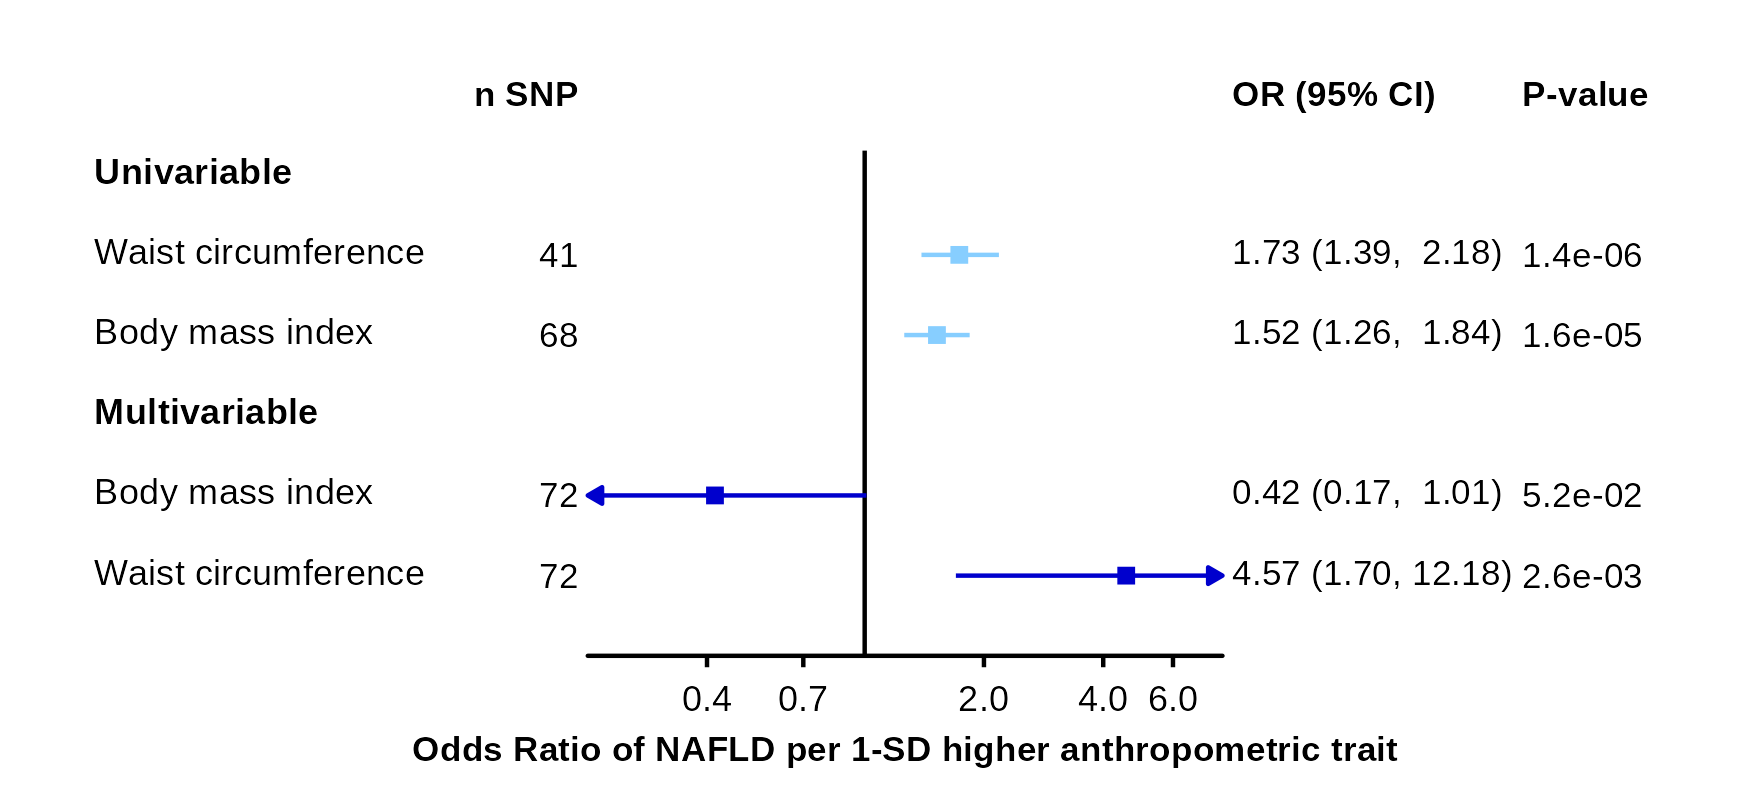 n SNP OR (95% CI) P-value
Univariable
Waist circumference 41 1.73 (1.39,  2.18) 1.4e-06
Body mass index 68 1.52 (1.26,  1.84) 1.6e-05
Multivariable
Body mass index 72 0.42 (0.17,  1.01) 5.2e-02
Waist circumference 72 4.57 (1.70, 12.18) 2.6e-03
0.4 0.7 2.0 4.0 6.0
Odds Ratio of NAFLD per 1-SD higher anthropometric trait